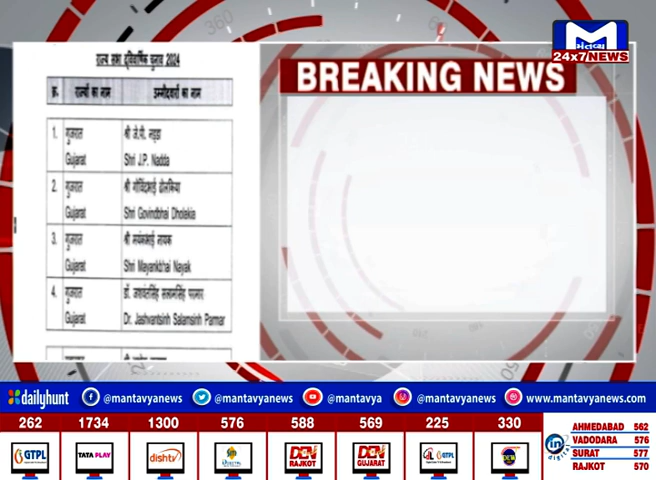 મંતવ્ય
24x7NEWS
राज्य सभा द्विवार्षिक चुनाव 2024
क्र. राज्यों का नाम उम्मीदवारों का नाम
1. गुजरात श्री जे.पी. नड्डा
Gujarat Shri J.P. Nadda
2. गुजरात श्री गोविंदभाई ढोलकिया
Gujarat Shri Govindbhai Dholakia
3. गुजरात श्री मयंकभाई नायक
Gujarat Shri Mayankbhai Nayak
4. गुजरात डॉ. जशवंतसिंह सलामसिंह परमार
Gujarat Dr. Jashvantsinh Salamsinh Parmar
BREAKING NEWS
dailyhunt @mantavyanews @mantavyanews @mantavya @mantavyanews www.mantavyanews.com
262 1734 1300 576 588 569 225 330
GTPL TATA PLAY dishtv DEN RAJKOT DEN GUJARAT GTPL
in digital
AHMEDABAD 562
VADODARA 576
SURAT 577
RAJKOT 570